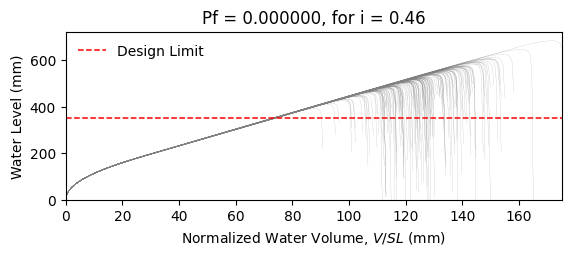 Pf = 0.000000, for i = 0.46
Design Limit
Water Level (mm)
600
400
200
0
0 20 40 60 80 100 120 140 160
Normalized Water Volume, V/SL (mm)